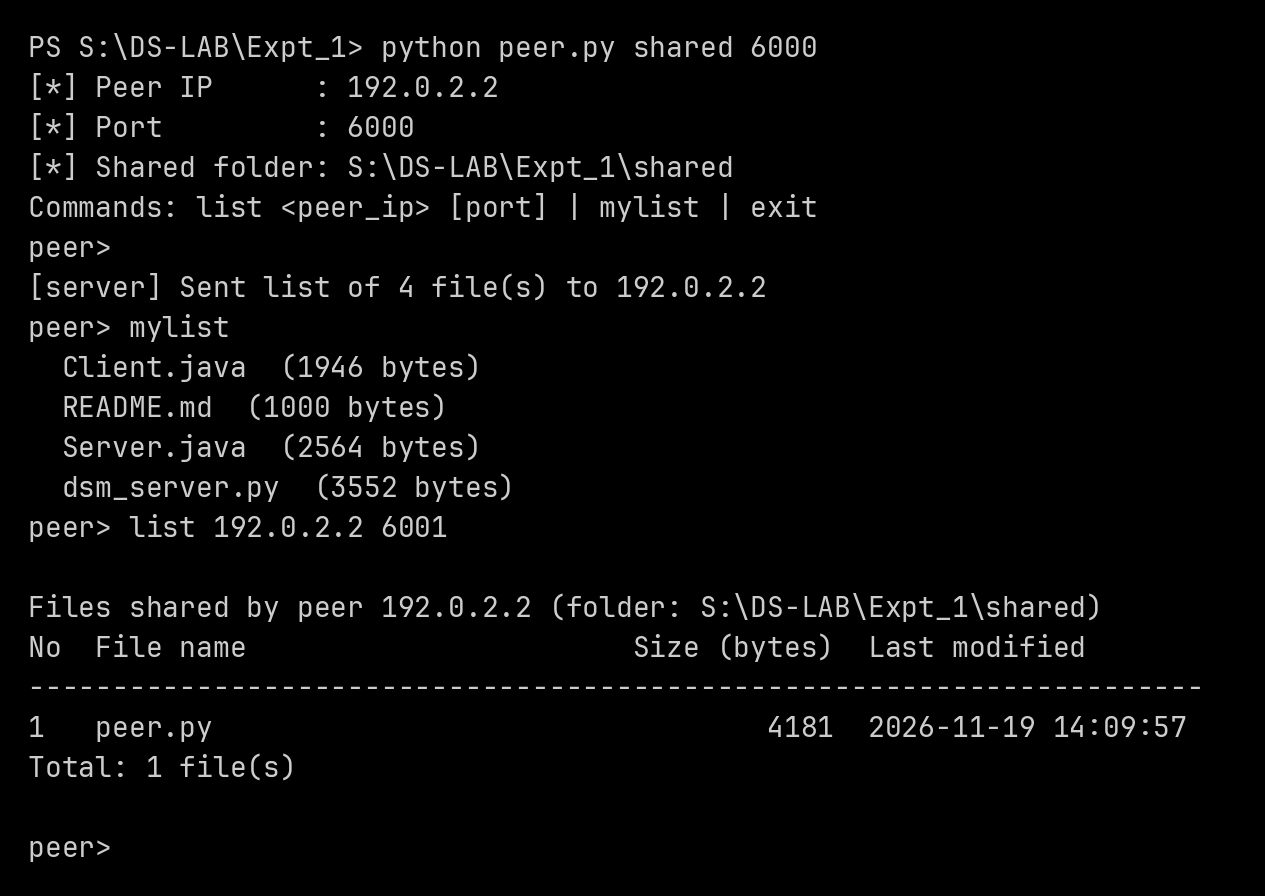 PS S:\DS-LAB\Expt_1> python peer.py shared 6000
[*] Peer IP      : 192.0.2.2
[*] Port         : 6000
[*] Shared folder: S:\DS-LAB\Expt_1\shared
Commands: list <peer_ip> [port] | mylist | exit
peer>
[server] Sent list of 4 file(s) to 192.0.2.2
peer> mylist
  Client.java  (1946 bytes)
  README.md  (1000 bytes)
  Server.java  (2564 bytes)
  dsm_server.py  (3552 bytes)
peer> list 192.0.2.2 6001

Files shared by peer 192.0.2.2 (folder: S:\DS-LAB\Expt_1\shared)
No  File name                       Size (bytes)  Last modified
----------------------------------------------------------------------
1   peer.py                                 4181  2026-11-19 14:09:57
Total: 1 file(s)

peer>